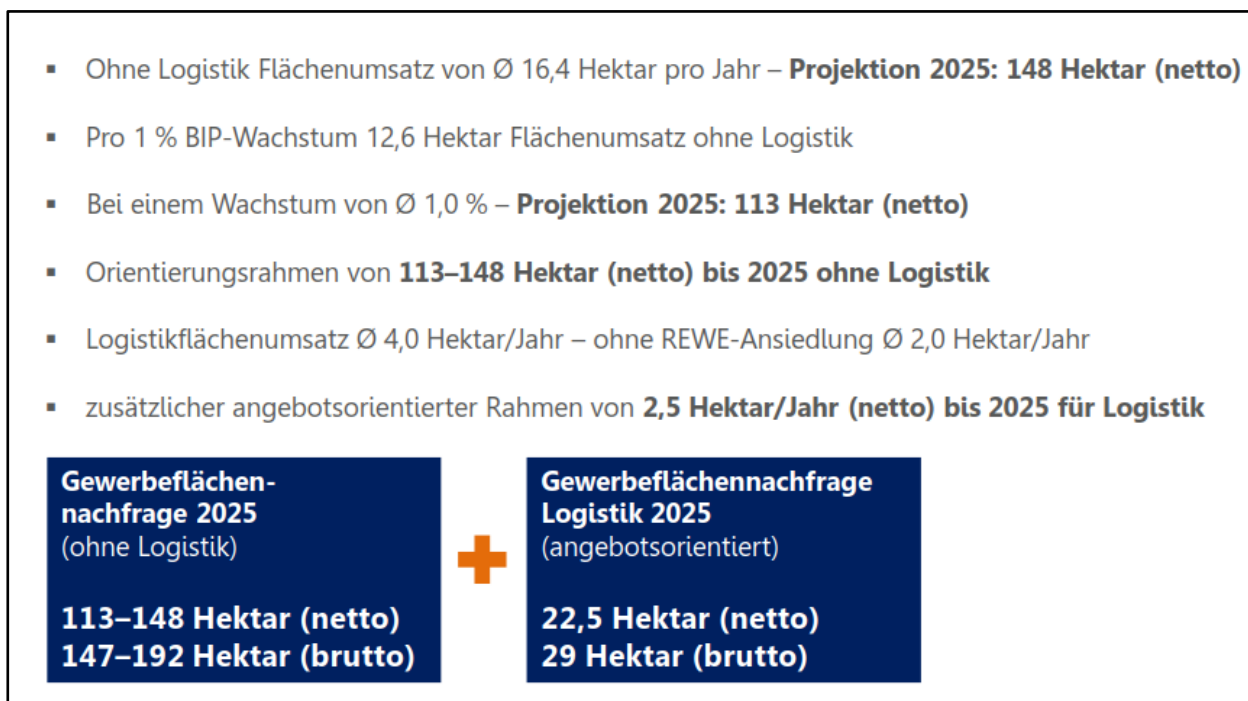 ▪ Ohne Logistik Flächenumsatz von Ø 16,4 Hektar pro Jahr – Projektion 2025: 148 Hektar (netto)
▪ Pro 1 % BIP-Wachstum 12,6 Hektar Flächenumsatz ohne Logistik
▪ Bei einem Wachstum von Ø 1,0 % – Projektion 2025: 113 Hektar (netto)
▪ Orientierungsrahmen von 113–148 Hektar (netto) bis 2025 ohne Logistik
▪ Logistikflächenumsatz Ø 4,0 Hektar/Jahr – ohne REWE-Ansiedlung Ø 2,0 Hektar/Jahr
▪ zusätzlicher angebotsorientierter Rahmen von 2,5 Hektar/Jahr (netto) bis 2025 für Logistik
Gewerbeflächen-
nachfrage 2025
(ohne Logistik)
113–148 Hektar (netto)
147–192 Hektar (brutto)
Gewerbeflächennachfrage
Logistik 2025
(angebotsorientiert)
22,5 Hektar (netto)
29 Hektar (brutto)